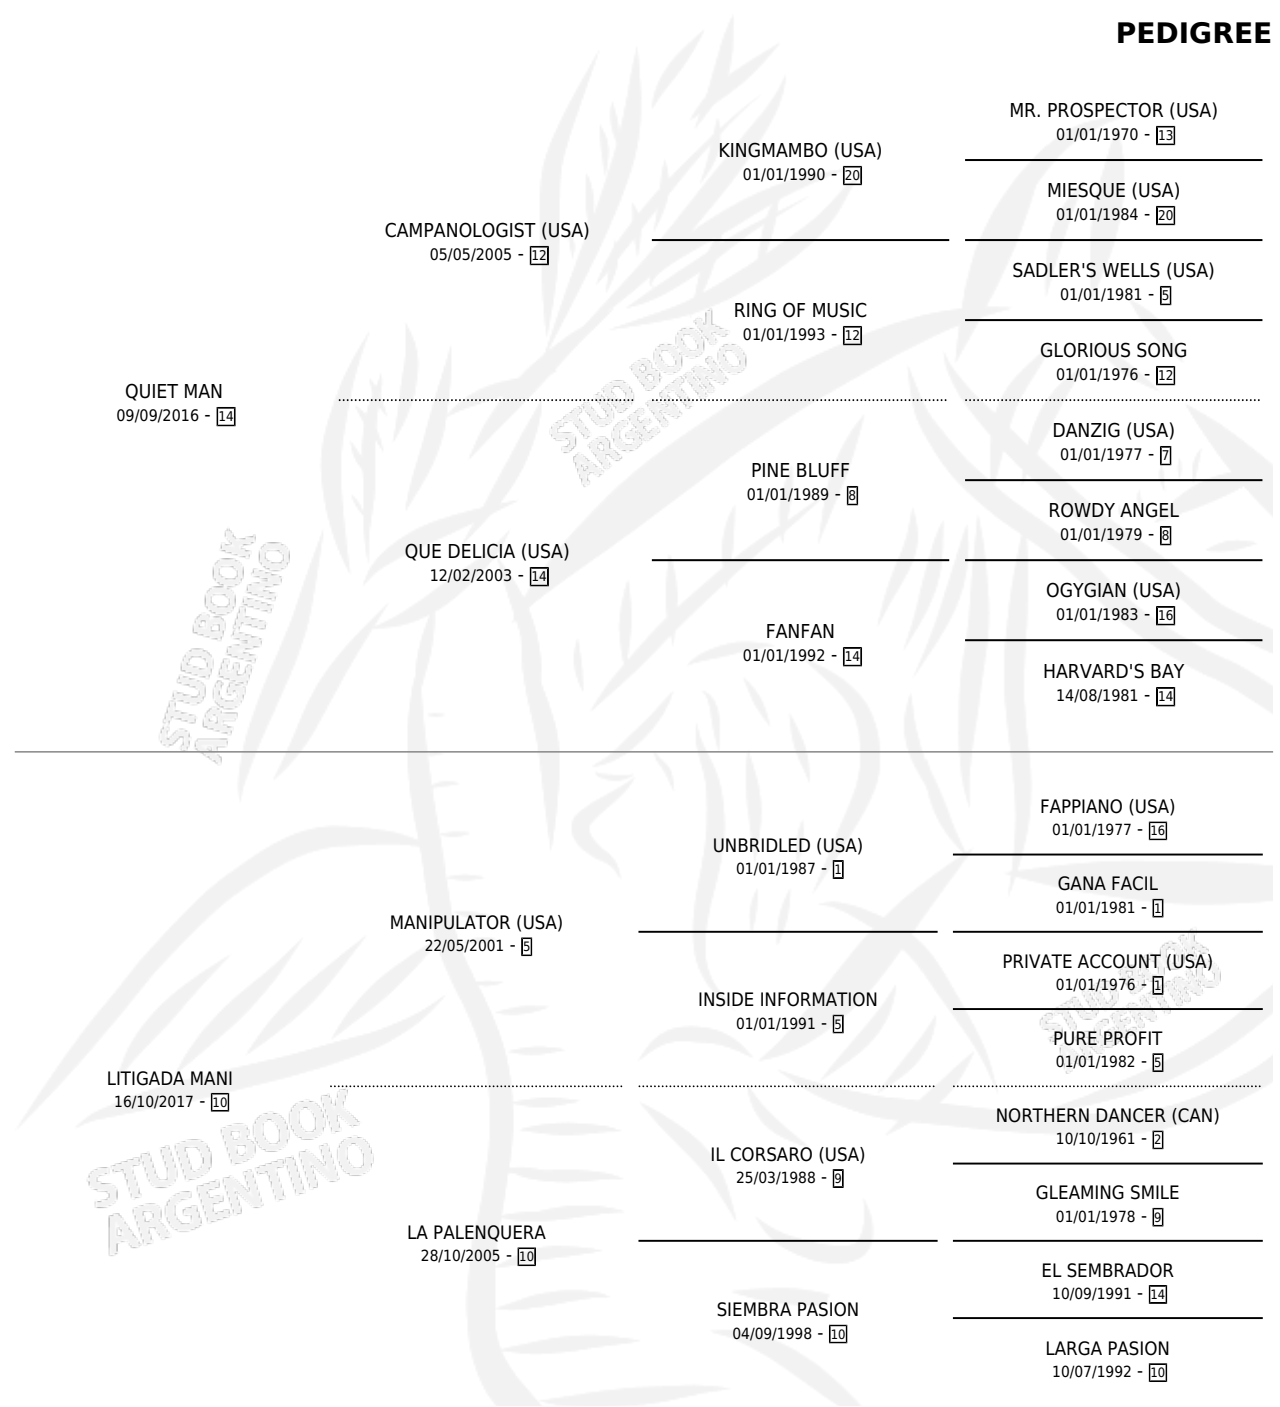 PEDIGREE
MR. PROSPECTOR (USA)
01/01/1970 - 13
KINGMAMBO (USA)
01/01/1990 - 20
MIESQUE (USA)
01/01/1984 - 20
CAMPANOLOGIST (USA)
05/05/2005 - 12
SADLER'S WELLS (USA)
01/01/1981 - 5
RING OF MUSIC
01/01/1993 - 12
GLORIOUS SONG
01/01/1976 - 12
QUIET MAN
09/09/2016 - 14
STUD BOOK
ARGENTINO
DANZIG (USA)
01/01/1977 - 7
PINE BLUFF
01/01/1989 - 8
ROWDY ANGEL
01/01/1979 - 8
QUE DELICIA (USA)
12/02/2003 - 14
OGYGIAN (USA)
01/01/1983 - 16
FANFAN
01/01/1992 - 14
HARVARD'S BAY
14/08/1981 - 14
STUD BOOK
ARGENTINO
FAPPIANO (USA)
01/01/1977 - 16
UNBRIDLED (USA)
01/01/1987 - 1
GANA FACIL
01/01/1981 - 1
MANIPULATOR (USA)
22/05/2001 - 5
PRIVATE ACCOUNT (USA)
01/01/1976 - 1
INSIDE INFORMATION
01/01/1991 - 5
STUD BOOK
ARGENTINO
PURE PROFIT
01/01/1982 - 5
LITIGADA MANI
16/10/2017 - 10
NORTHERN DANCER (CAN)
10/10/1961 - 2
IL CORSARO (USA)
25/03/1988 - 9
STUD BOOK
ARGENTINO
GLEAMING SMILE
01/01/1978 - 9
LA PALENQUERA
28/10/2005 - 10
EL SEMBRADOR
10/09/1991 - 14
SIEMBRA PASION
04/09/1998 - 10
LARGA PASION
10/07/1992 - 10